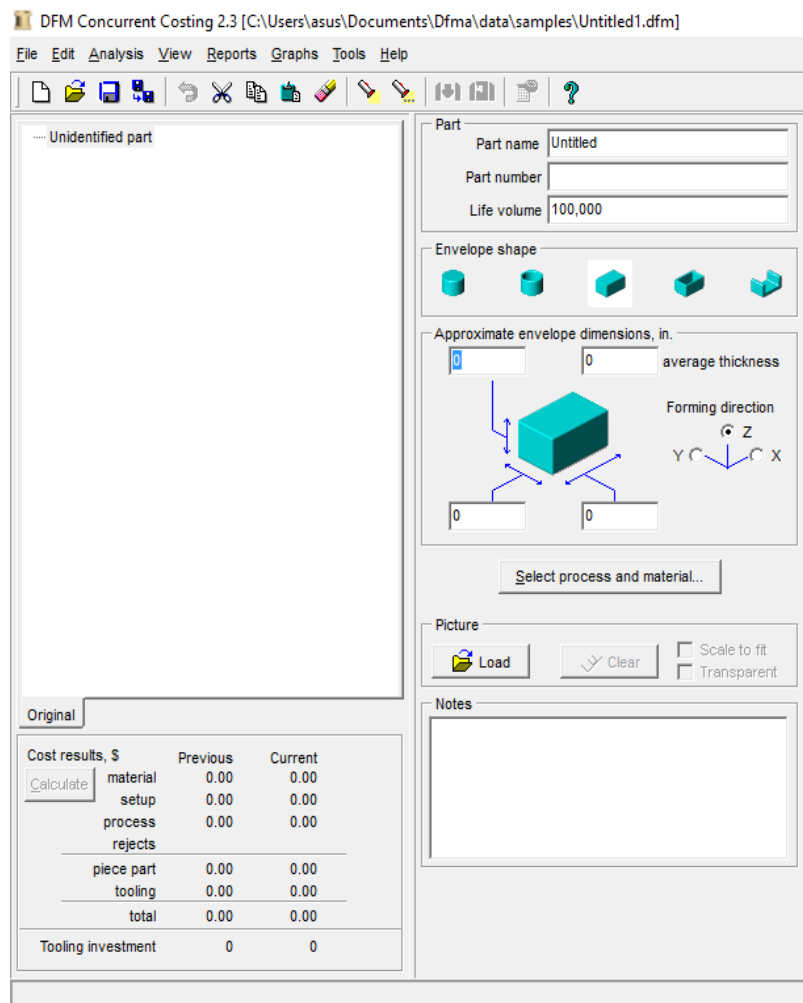 DFM Concurrent Costing 2.3 [C:\Users\asus\Documents\Dfma\data\samples\Untitled1.dfm]
File Edit Analysis View Reports Graphs Tools Help
Unidentified part
Original
Cost results, $ Previous Current
Calculate
material 0.00 0.00
setup 0.00 0.00
process 0.00 0.00
rejects
piece part 0.00 0.00
tooling 0.00 0.00
total 0.00 0.00
Tooling investment 0 0
Part
Part name Untitled
Part number
Life volume 100,000
Envelope shape
Approximate envelope dimensions, in.
0 0 average thickness
Forming direction
Z
Y X
0 0
Select process and material...
Picture
Load Clear Scale to fit
Transparent
Notes